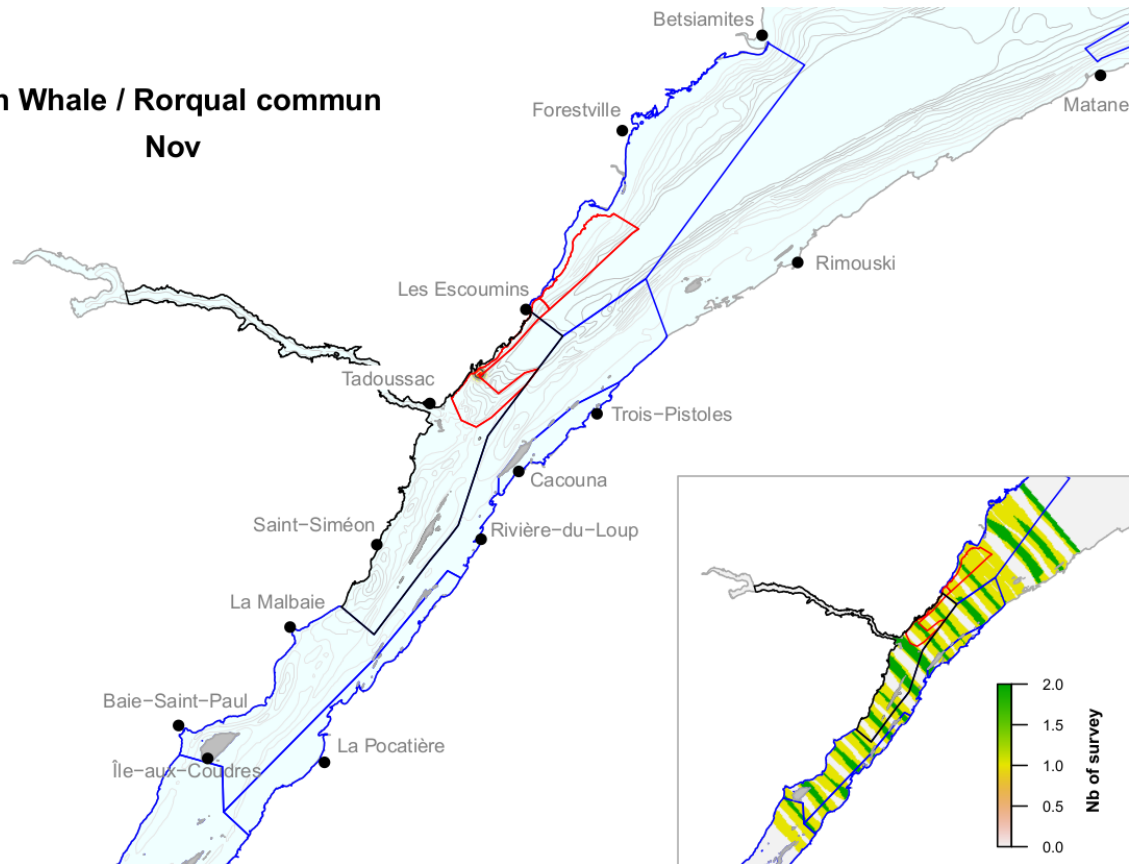 Betsiamites
Whale / Rorqual commun
Nov
Forestville
Matane
Rimouski
Les Escoumins
Tadoussac
Trois−Pistoles
Cacouna
Saint−Siméon
Rivière−du−Loup
La Malbaie
Baie−Saint−Paul
La Pocatière
Île−aux−Coudres
2.0
1.5
1.0
0.5
0.0
Nb of survey